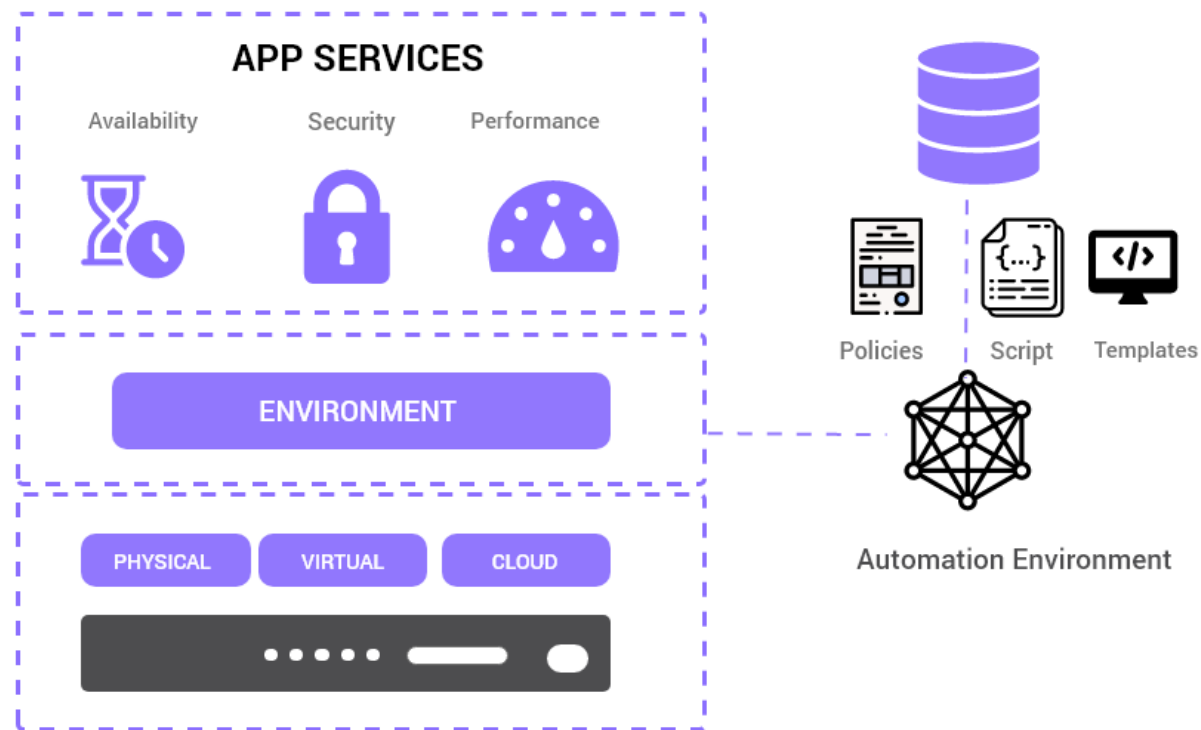 APP SERVICES
Availability Security Performance
{...} </>
Policies Script Templates
ENVIRONMENT
PHYSICAL VIRTUAL CLOUD
Automation Environment